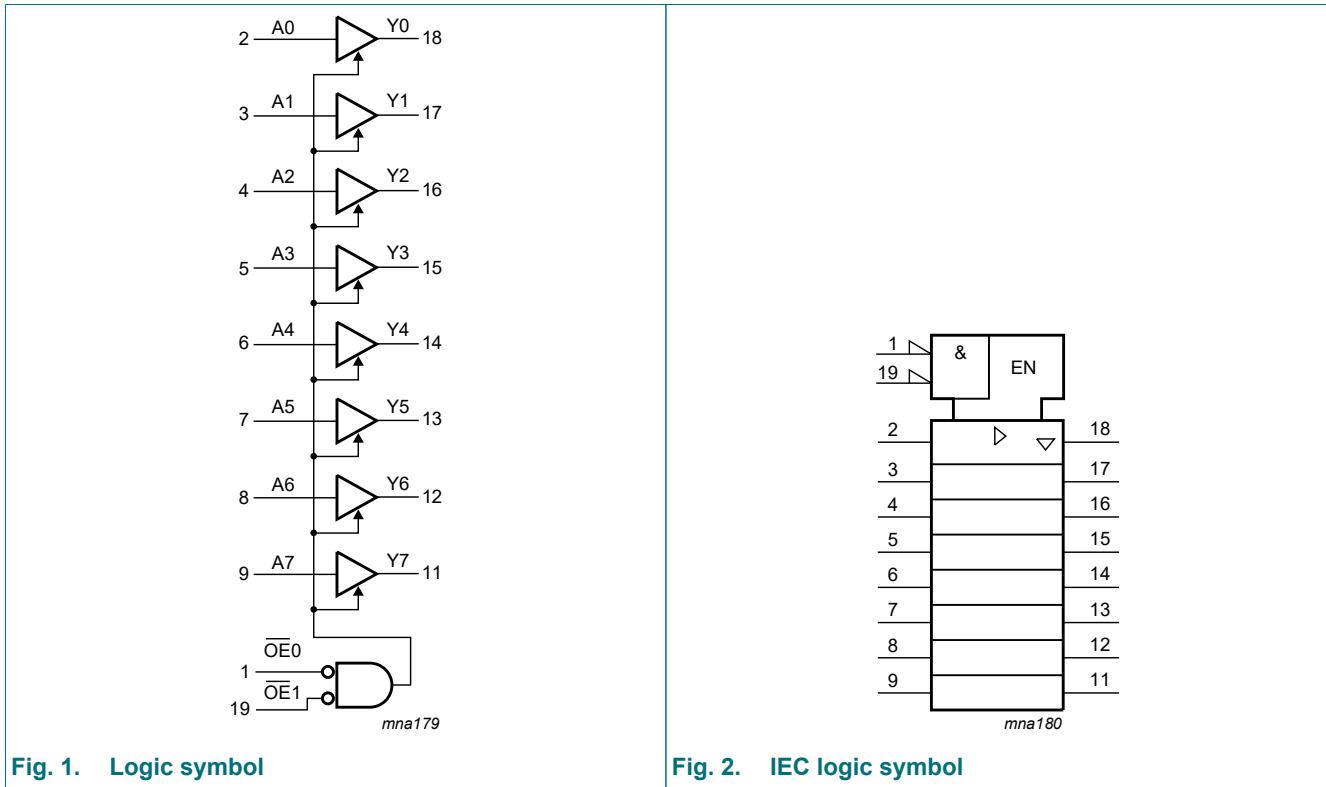 2 A0 Y0 18
3 A1 Y1 17
4 A2 Y2 16
5 A3 Y3 15
6 A4 Y4 14
7 A5 Y5 13
8 A6 Y6 12
9 A7 Y7 11
1 O̅E̅0
19 O̅E̅1
mna179
Fig. 1. Logic symbol
1 & EN
19
2 18
3 17
4 16
5 15
6 14
7 13
8 12
9 11
mna180
Fig. 2. IEC logic symbol